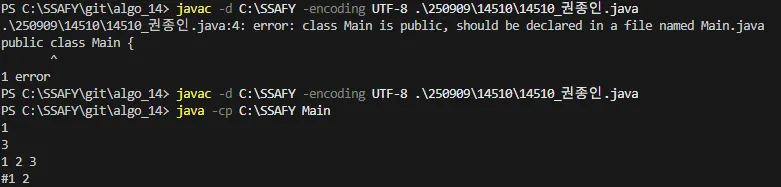 PS C:\SSAFY\git\algo_14> javac -d C:\SSAFY -encoding UTF-8 .\250909\14510\14510_권종인.java
.\250909\14510\14510_권종인.java:4: error: class Main is public, should be declared in a file named Main.java
public class Main {
       ^
1 error
PS C:\SSAFY\git\algo_14> javac -d C:\SSAFY -encoding UTF-8 .\250909\14510\14510_권종인.java
PS C:\SSAFY\git\algo_14> java -cp C:\SSAFY Main
1
3
1 2 3
#1 2